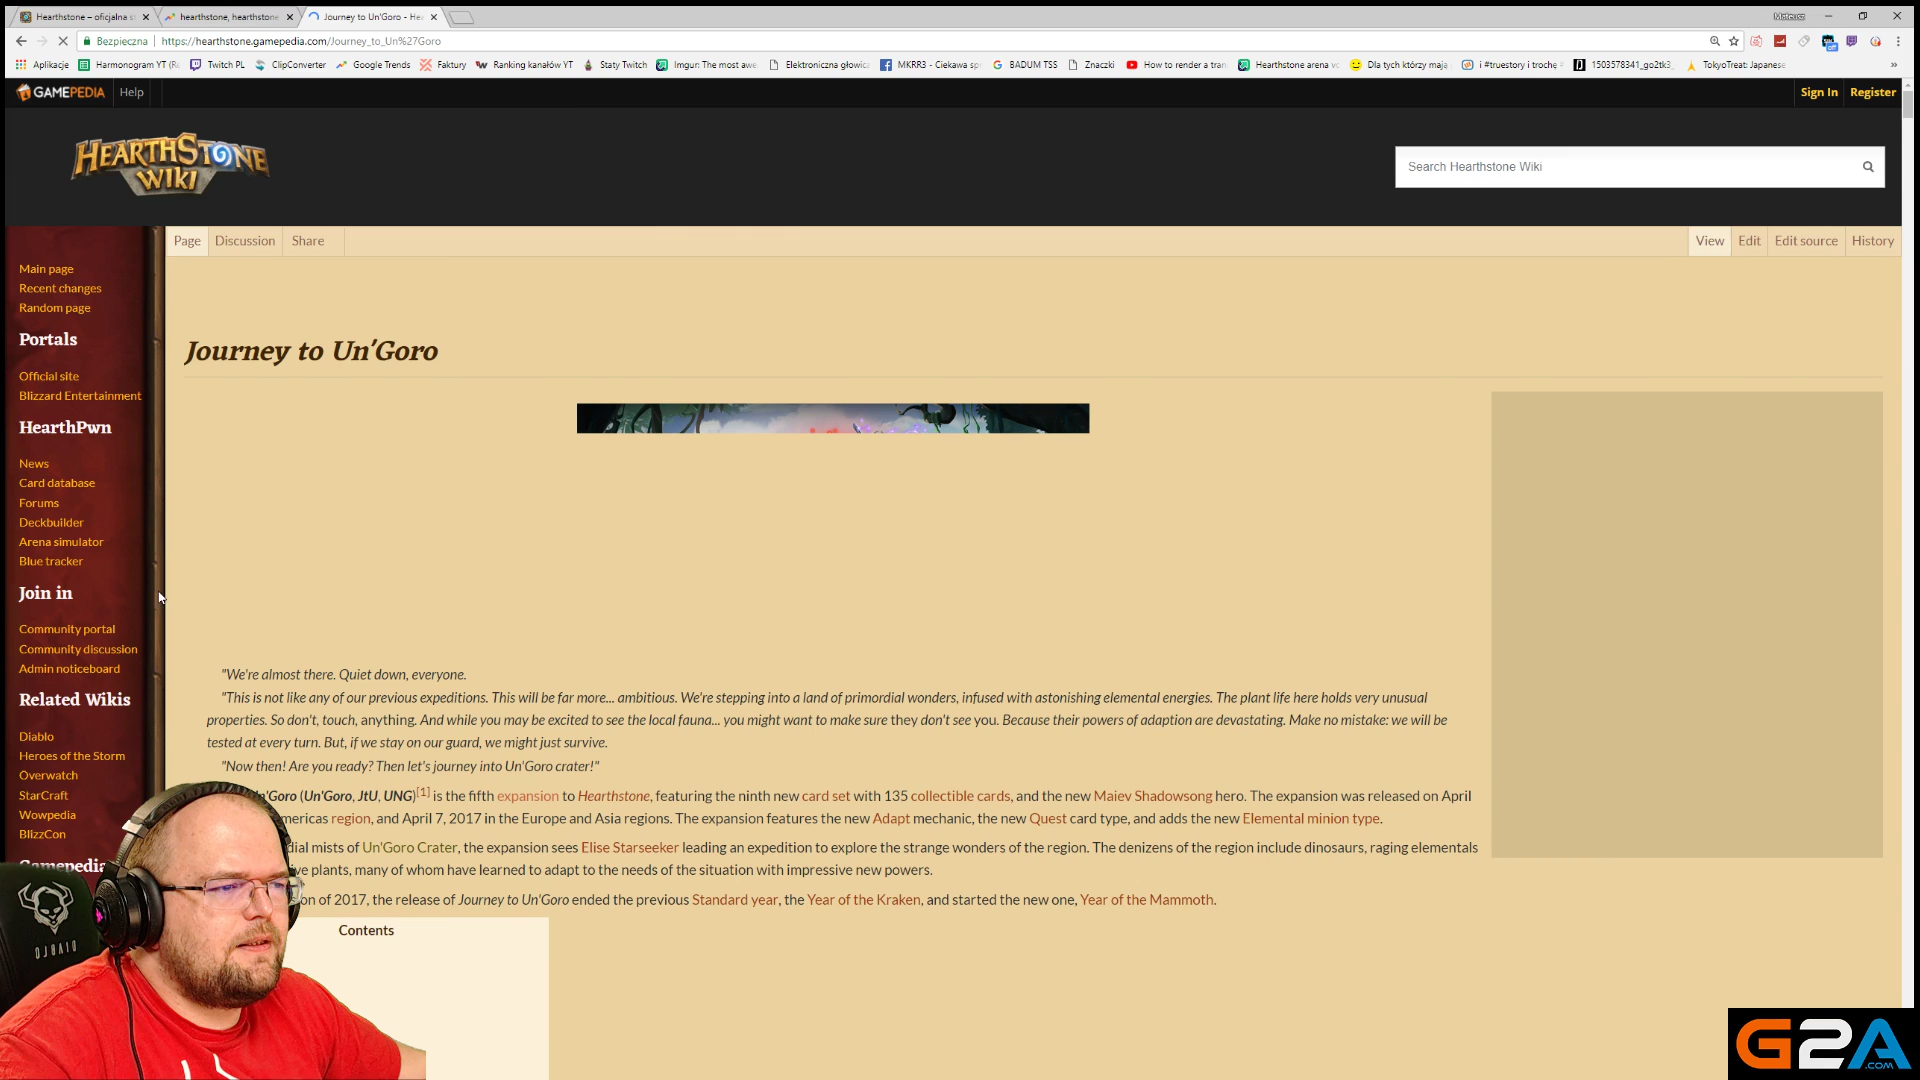 Hearthstone – oficjalna s
hearthstone, hearthstone
Journey to Un'Goro - Hea
Mateusz
Bezpieczna
https://hearthstone.gamepedia.com/Journey_to_Un%27Goro
Aplikacje
Harmonogram YT (R
Twitch PL
ClipConverter
Google Trends
Faktury
Ranking kanałów YT
Staty Twitch
Imgur: The most awe
Elektroniczna głowic
MKRR3 - Ciekawa sp
BADUM TSS
Znaczki
How to render a tran
Hearthstone arena vo
Dla tych którzy mają
i #truestory i trochę
1503578341_go2tk3_
TokyoTreat: Japanese
GAMEPEDIA
Help
Sign In
Register
HEARTHSTONE
WIKI
Search Hearthstone Wiki
Page
Discussion
Share
View
Edit
Edit source
History
Main page
Recent changes
Random page
Portals
Official site
Blizzard Entertainment
HearthPwn
News
Card database
Forums
Deckbuilder
Arena simulator
Blue tracker
Join in
Community portal
Community discussion
Admin noticeboard
Related Wikis
Diablo
Heroes of the Storm
Overwatch
StarCraft
Wowpedia
BlizzCon
Gamepedia
Journey to Un'Goro
"We're almost there. Quiet down, everyone.
"This is not like any of our previous expeditions. This will be far more... ambitious. We're stepping into a land of primordial wonders, infused with astonishing elemental energies. The plant life here holds very unusual
properties. So don't, touch, anything. And while you may be excited to see the local fauna... you might want to make sure they don't see you. Because their powers of adaption are devastating. Make no mistake: we will be
tested at every turn. But, if we stay on our guard, we might just survive.
"Now then! Are you ready? Then let's journey into Un'Goro crater!"
n'Goro (Un'Goro, JtU, UNG)[1] is the fifth expansion to Hearthstone, featuring the ninth new card set with 135 collectible cards, and the new Maiev Shadowsong hero. The expansion was released on April
mericas region, and April 7, 2017 in the Europe and Asia regions. The expansion features the new Adapt mechanic, the new Quest card type, and adds the new Elemental minion type.
dial mists of Un'Goro Crater, the expansion sees Elise Starseeker leading an expedition to explore the strange wonders of the region. The denizens of the region include dinosaurs, raging elementals
ve plants, many of whom have learned to adapt to the needs of the situation with impressive new powers.
on of 2017, the release of Journey to Un'Goro ended the previous Standard year, the Year of the Kraken, and started the new one, Year of the Mammoth.
Contents
DIABLO
G2A
.COM